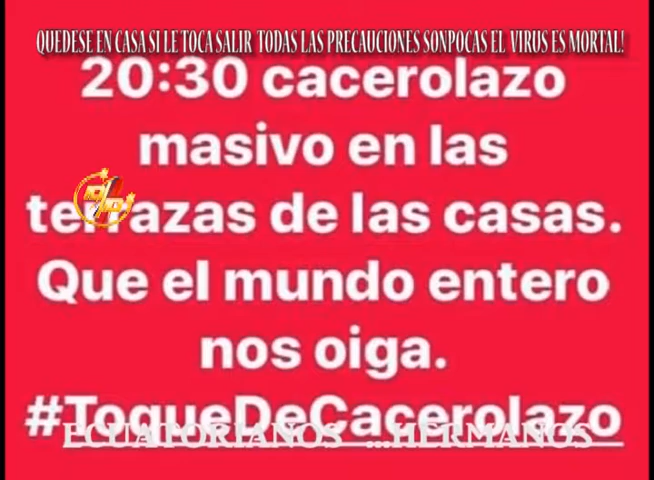 QUEDESE EN CASA SI LE TOCA SALIR TODAS LAS PRECAUCIONES SONPOCAS EL VIRUS ES MORTAL!
20:30 cacerolazo
masivo en las
terrazas de las casas.
Que el mundo entero
nos oiga.
#ToqueDeCacerolazo
ECUATORIANOS ...HERMANOS